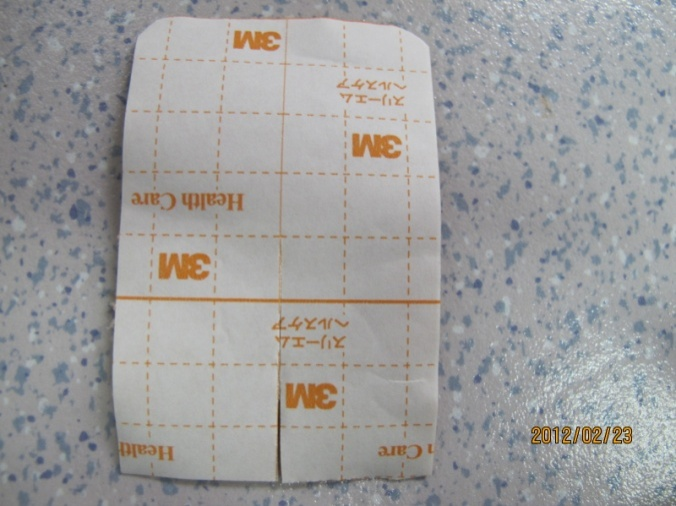 3M
スリーエム
ヘルスケア
3M
Health Care
3M
スリーエム
ヘルスケア
3M
Health
h Care
2012/02/23